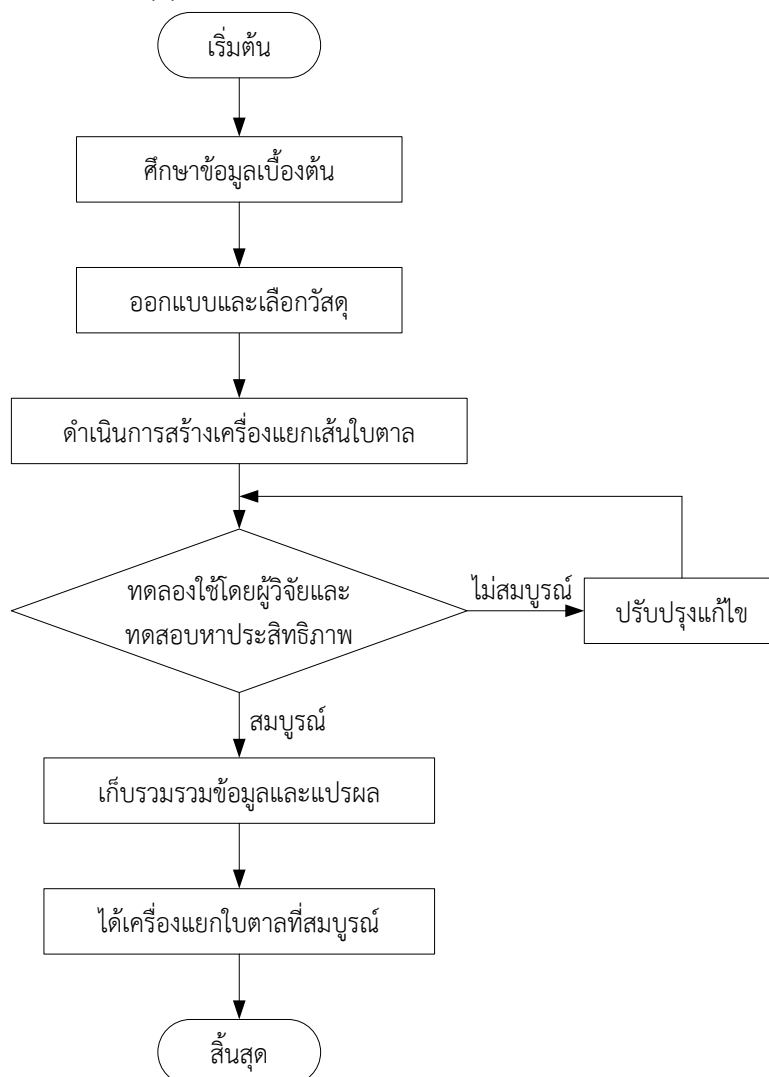 เริ่มต้น
ศึกษาข้อมูลเบื้องต้น
ออกแบบและเลือกวัสดุ
ดำเนินการสร้างเครื่องแยกเส้นใบตาล
ทดลองใช้โดยผู้วิจัยและ
ทดสอบหาประสิทธิภาพ
ไม่สมบูรณ์
ปรับปรุงแก้ไข
สมบูรณ์
เก็บรวมรวมข้อมูลและแปรผล
ได้เครื่องแยกใบตาลที่สมบูรณ์
สิ้นสุด